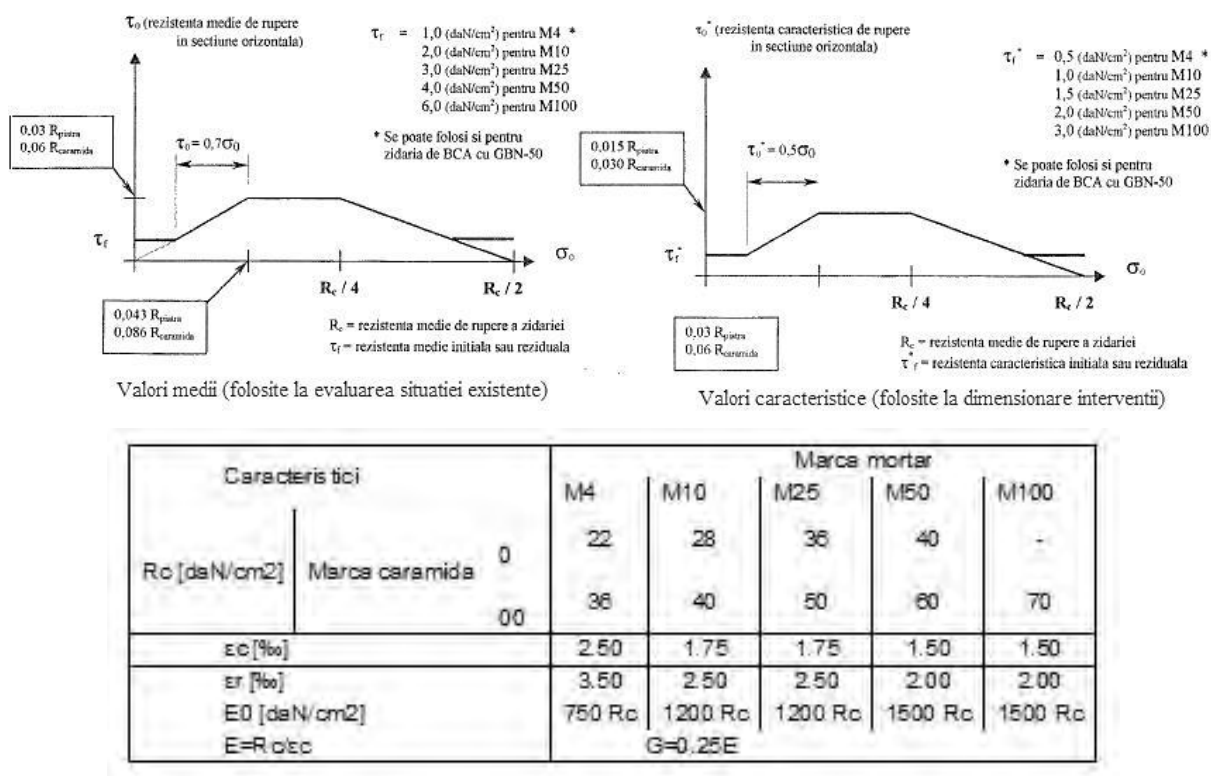 τo (rezistenta medie de rupere
in sectiune orizontala)
τf = 1,0 (daN/cm²) pentru M4 *
2,0 (daN/cm²) pentru M10
3,0 (daN/cm²) pentru M25
4,0 (daN/cm²) pentru M50
6,0 (daN/cm²) pentru M100
* Se poate folosi si pentru
zidaria de BCA cu GBN-50
0.03 Rpiatra
0,06 Rcaramida
τ0 = 0,7σ0
τf
σo
Rc / 4
Rc / 2
0,043 Rpiatra
0,086 Rcaramida
Rc = rezistenta medie de rupere a zidariei
τf = rezistenta medie initiala sau reziduala
Valori medii (folosite la evaluarea situatiei existente)
τo* (rezistenta caracteristica de rupere
in sectiune orizontala)
τf* = 0,5 (daN/cm²) pentru M4 *
1,0 (daN/cm²) pentru M10
1,5 (daN/cm²) pentru M25
2,0 (daN/cm²) pentru M50
3,0 (daN/cm²) pentru M100
* Se poate folosi si pentru
zidaria de BCA cu GBN-50
0.015 Rpiatra
0,030 Rcaramida
τo* = 0,5σ0
τf*
σo
Rc / 4
Rc / 2
0,03 Rpiatra
0,06 Rcaramida
Rc = rezistenta medie de rupere a zidariei
τ*f = rezistenta caracteristica initiala sau reziduala
Valori caracteristice (folosite la dimensionare interventii)
Caracteristici Marca mortar
M4 M10 M25 M50 M100
Rc [daN/cm2] Marca caramida
0 22 28 36 40 -
00 36 40 50 60 70
εc [‰] 2.50 1.75 1.75 1.50 1.50
εr [‰] 3.50 2.50 2.50 2.00 2.00
E0 [daN/cm2] 750 Rc 1200 Rc 1200 Rc 1500 Rc 1500 Rc
E=Rc/εc G=0.25E